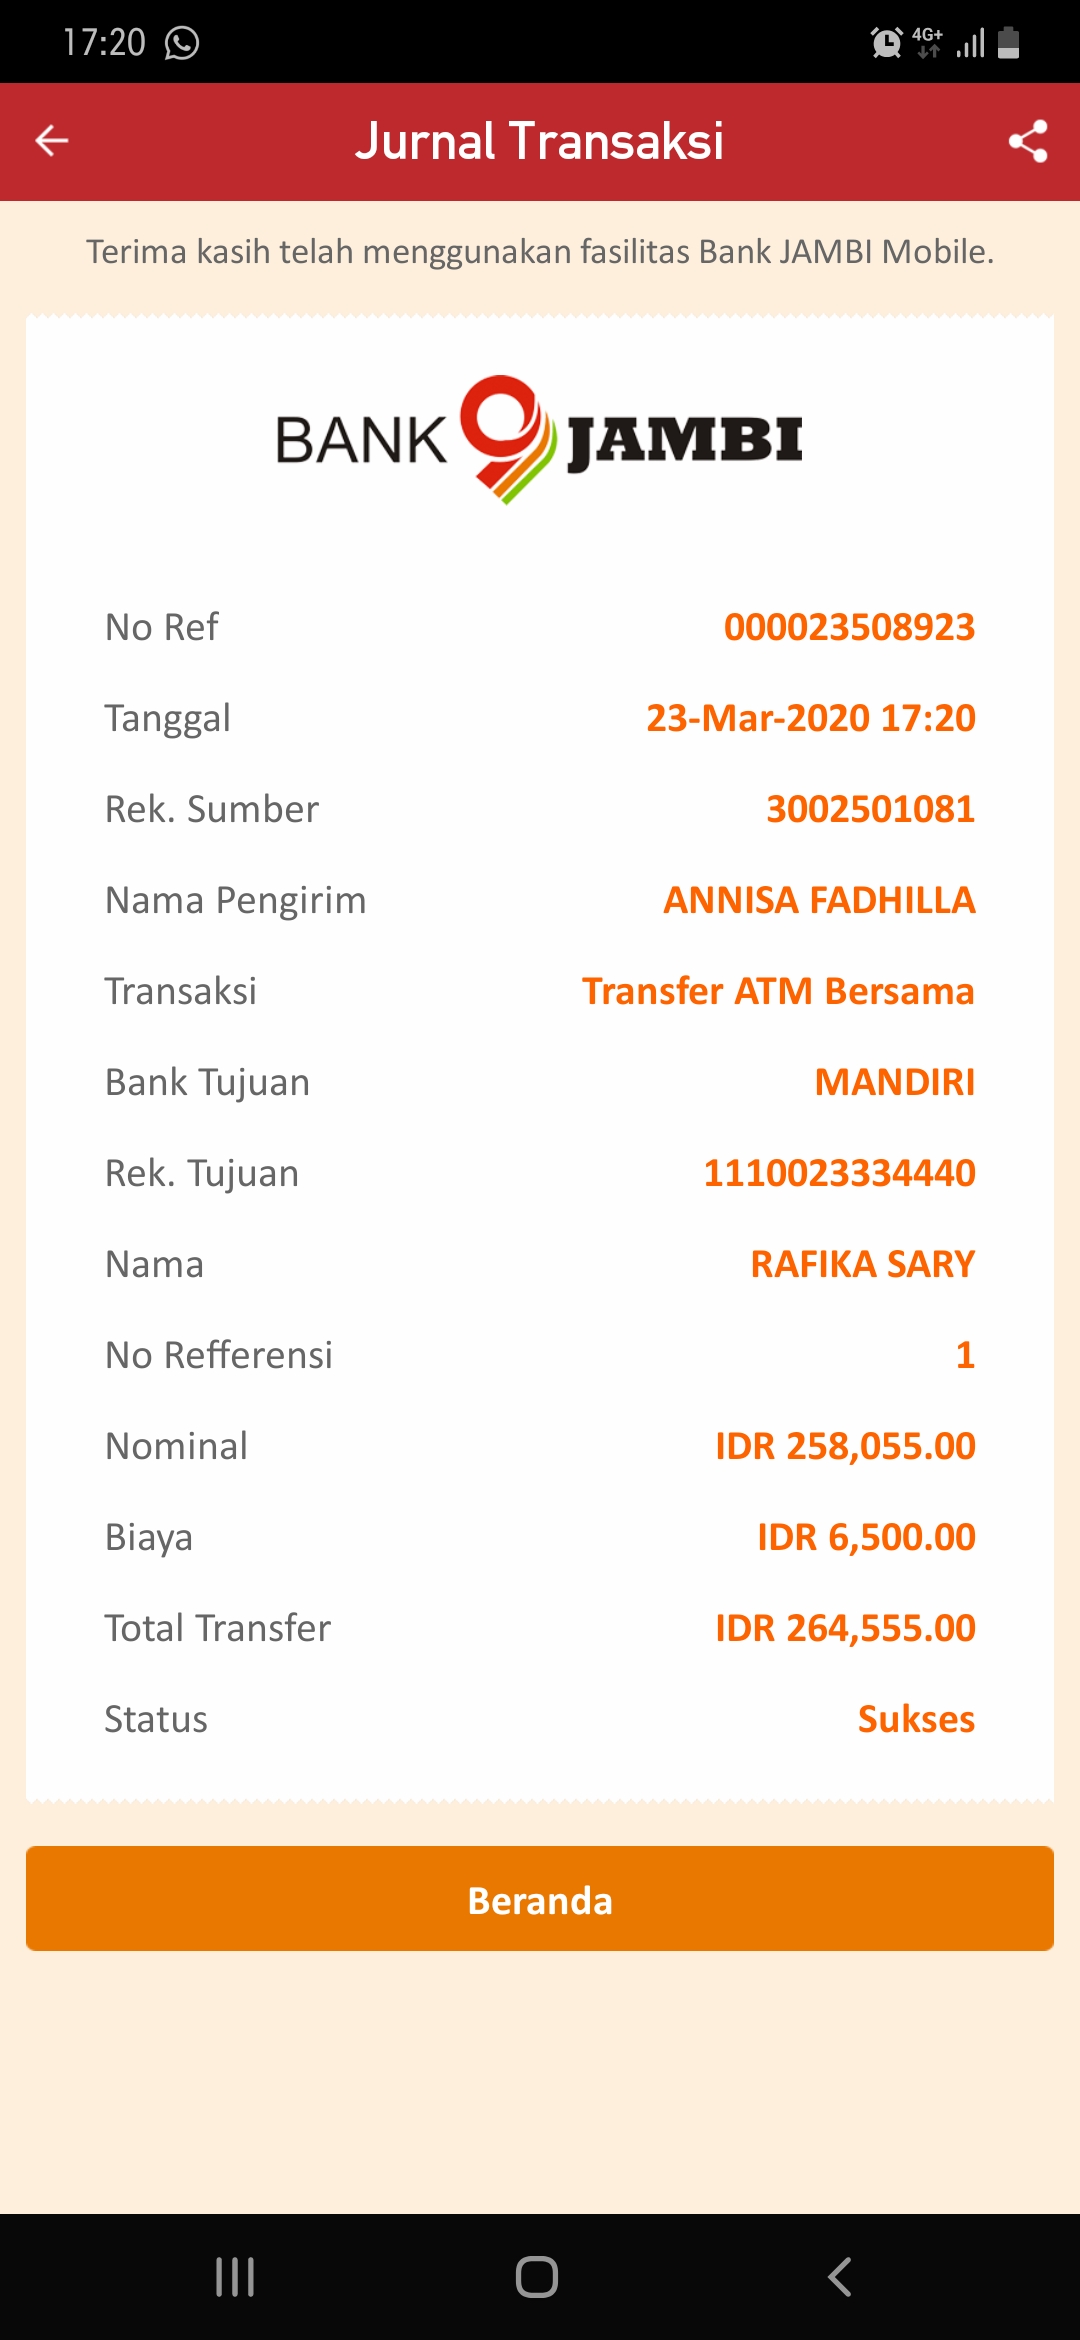 17:20 4G+
Jurnal Transaksi
Terima kasih telah menggunakan fasilitas Bank JAMBI Mobile.
BANK 9 JAMBI
No Ref 000023508923
Tanggal 23-Mar-2020 17:20
Rek. Sumber 3002501081
Nama Pengirim ANNISA FADHILLA
Transaksi Transfer ATM Bersama
Bank Tujuan MANDIRI
Rek. Tujuan 1110023334440
Nama RAFIKA SARY
No Refferensi 1
Nominal IDR 258,055.00
Biaya IDR 6,500.00
Total Transfer IDR 264,555.00
Status Sukses
Beranda